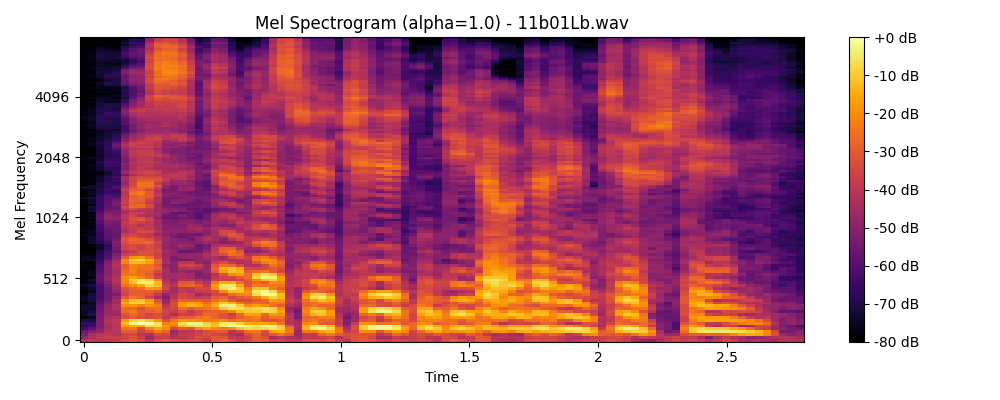 Mel Spectrogram (alpha=1.0) - 11b01Lb.wav
Mel Frequency
4096
2048
1024
512
0
0
0.5
1
1.5
2
2.5
Time
+0 dB
-10 dB
-20 dB
-30 dB
-40 dB
-50 dB
-60 dB
-70 dB
-80 dB